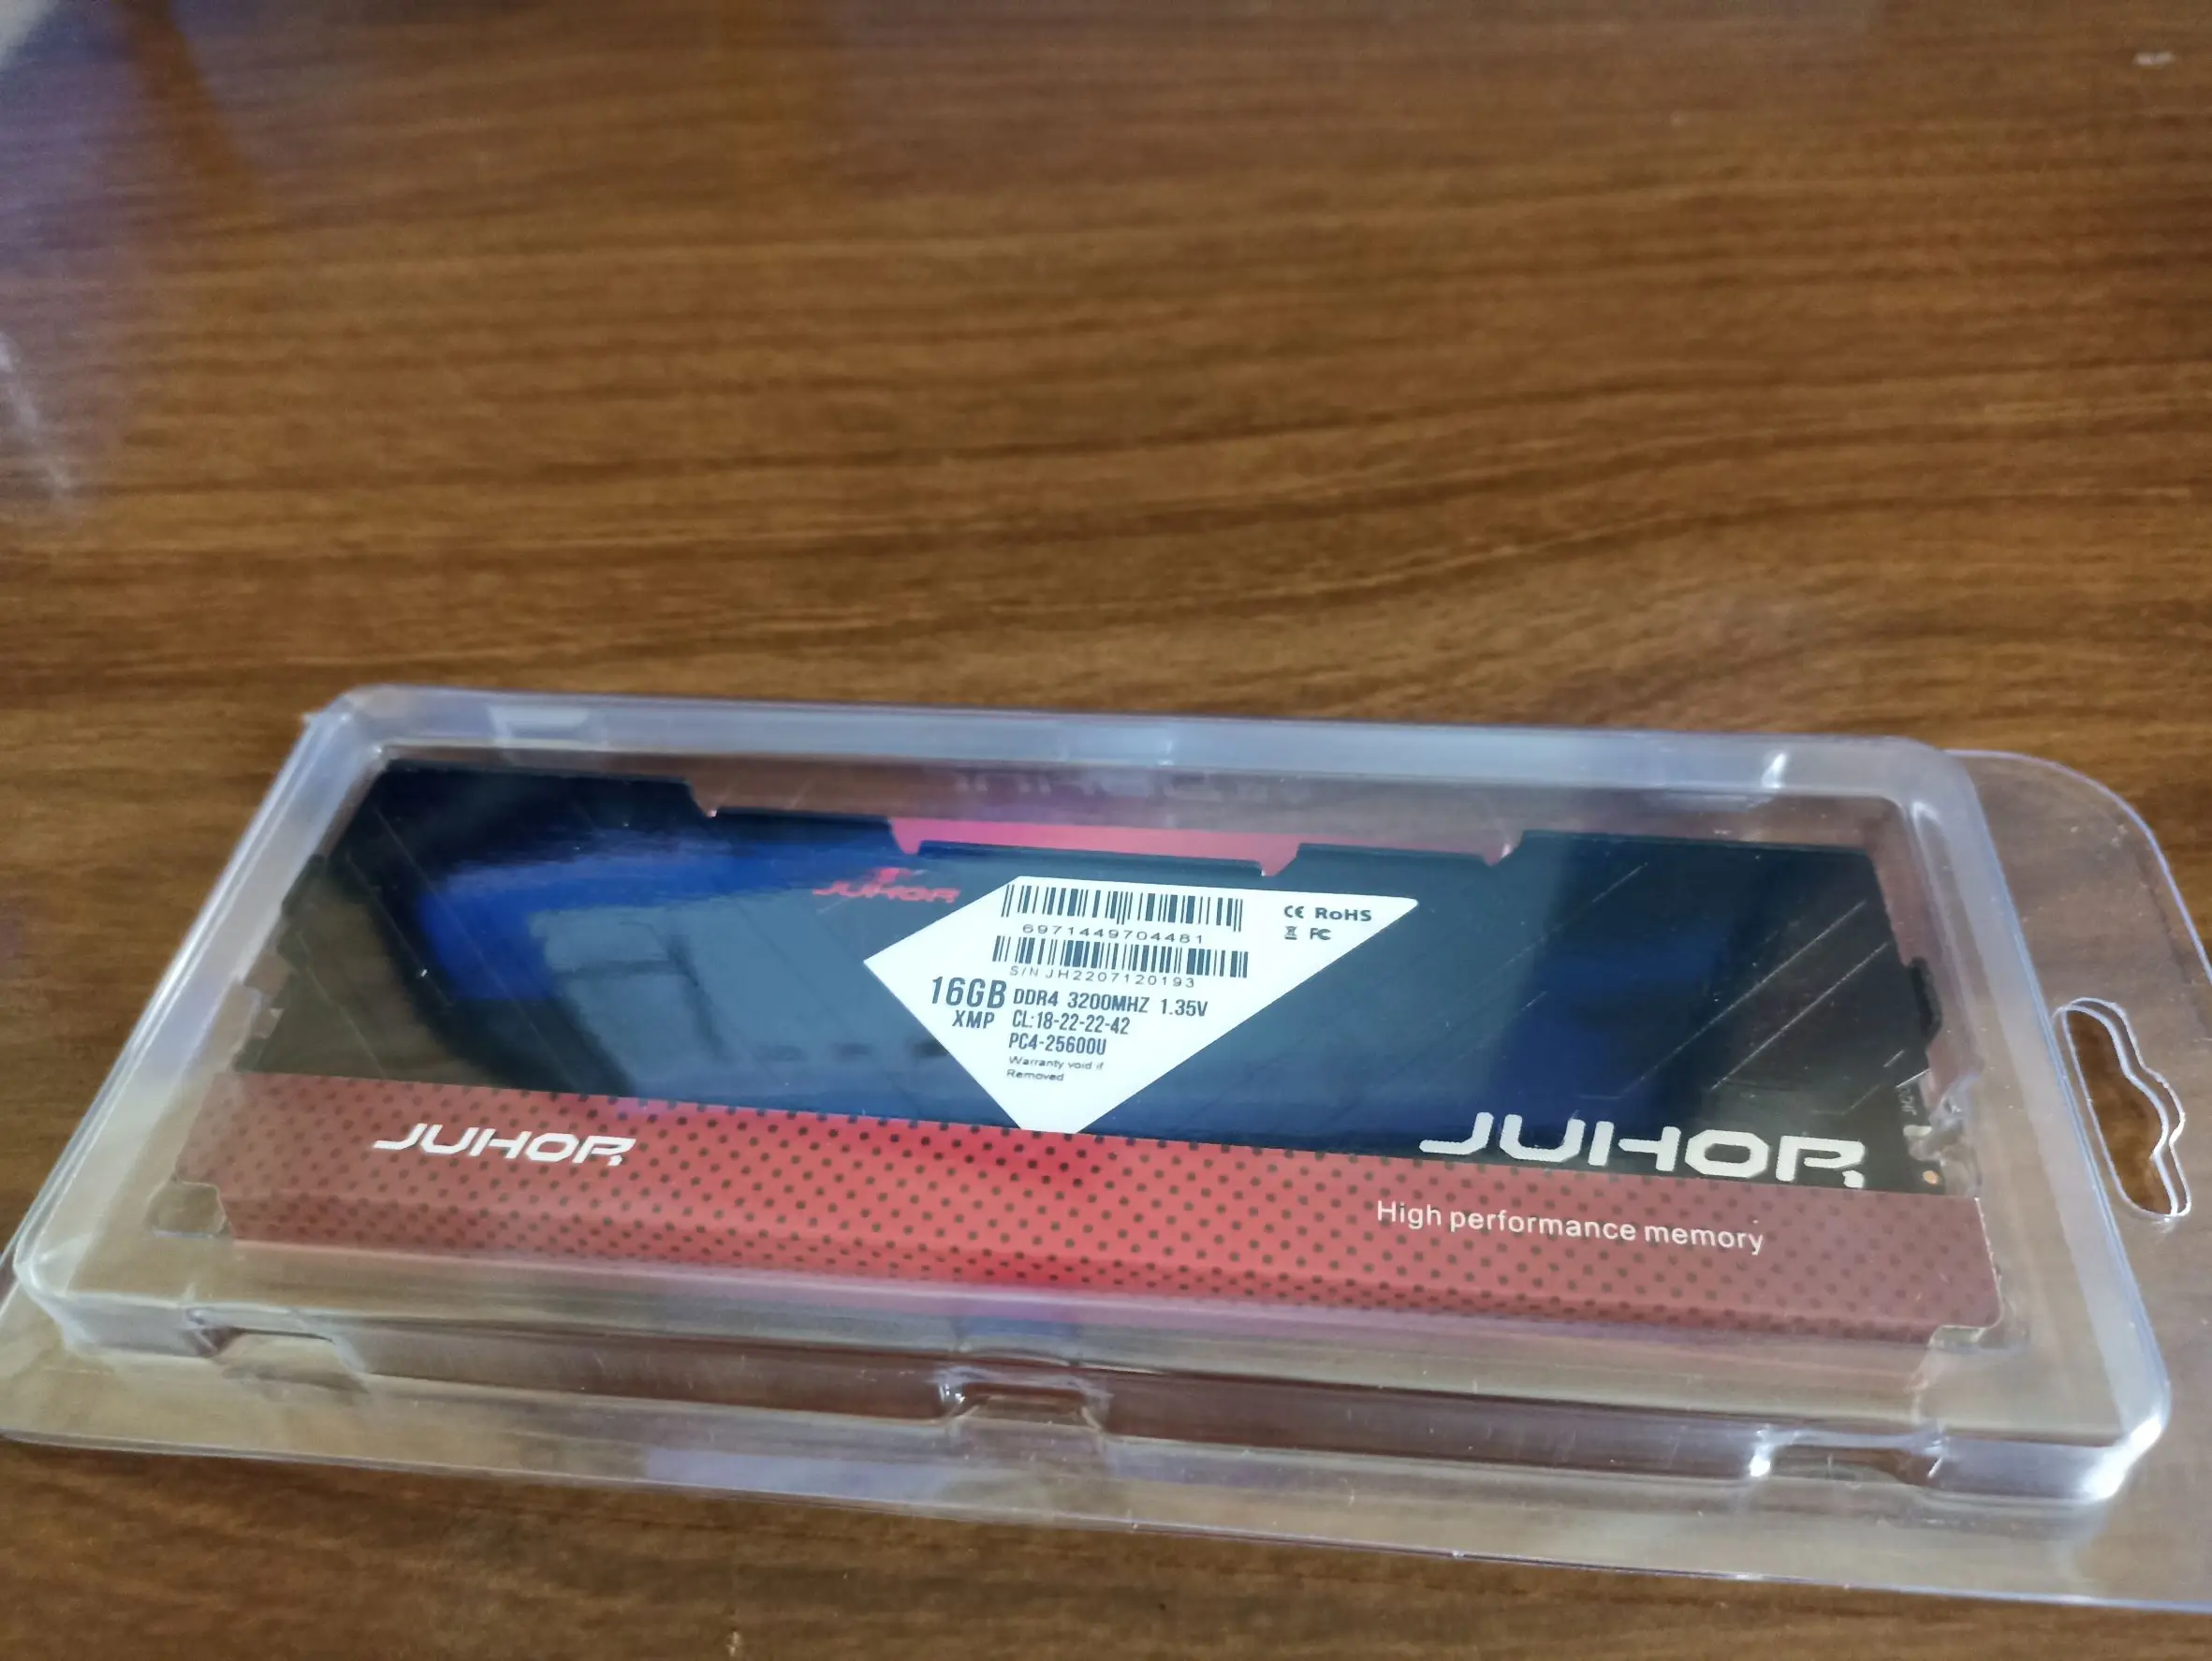 JUHOR
6971449704481
CE RoHS
FC
S/N JH2207120193
16GB DDR4 3200MHZ 1.35V
XMP CL:18-22-22-42
PC4-25600U
Warranty void if
Removed
JUHOR
JUHOR
High performance memory